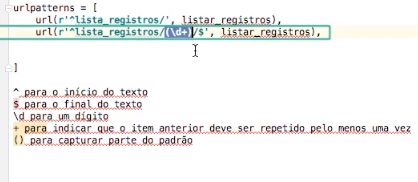 urlpatterns = [
url(r'^lista_registros/', listar_registros),
url(r'^lista_registros/(\d+)/$', listar_registros),
]
^ para o início do texto
$ para o final do texto
\d para um dígito
+ para indicar que o item anterior deve ser repetido pelo menos uma vez
() para capturar parte do padrão